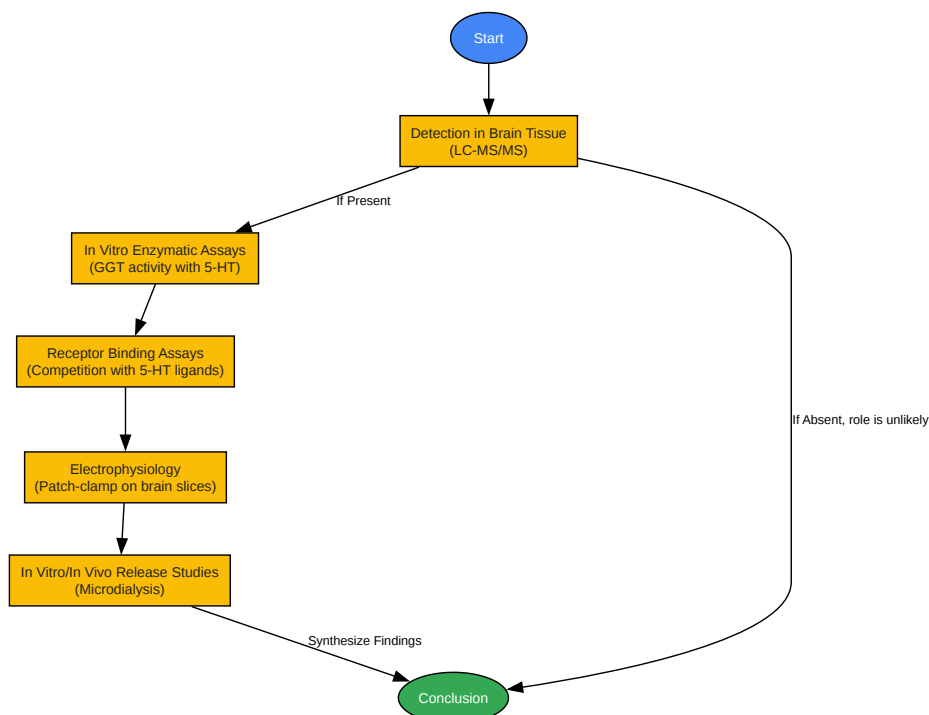 Start
Detection in Brain Tissue
(LC-MS/MS)
If Present
In Vitro Enzymatic Assays
(GGT activity with 5-HT)
Receptor Binding Assays
(Competition with 5-HT ligands)
If Absent, role is unlikely
Electrophysiology
(Patch-clamp on brain slices)
In Vitro/In Vivo Release Studies
(Microdialysis)
Synthesize Findings
Conclusion